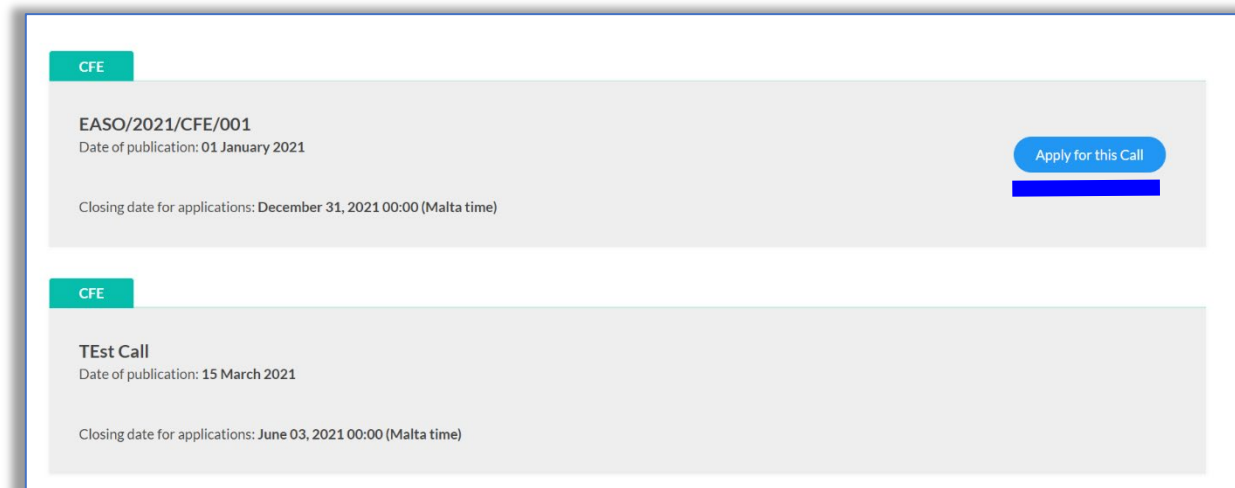 CFE
EASO/2021/CFE/001
Date of publication: 01 January 2021
Apply for this Call
Closing date for applications: December 31, 2021 00:00 (Malta time)
CFE
TEst Call
Date of publication: 15 March 2021
Closing date for applications: June 03, 2021 00:00 (Malta time)